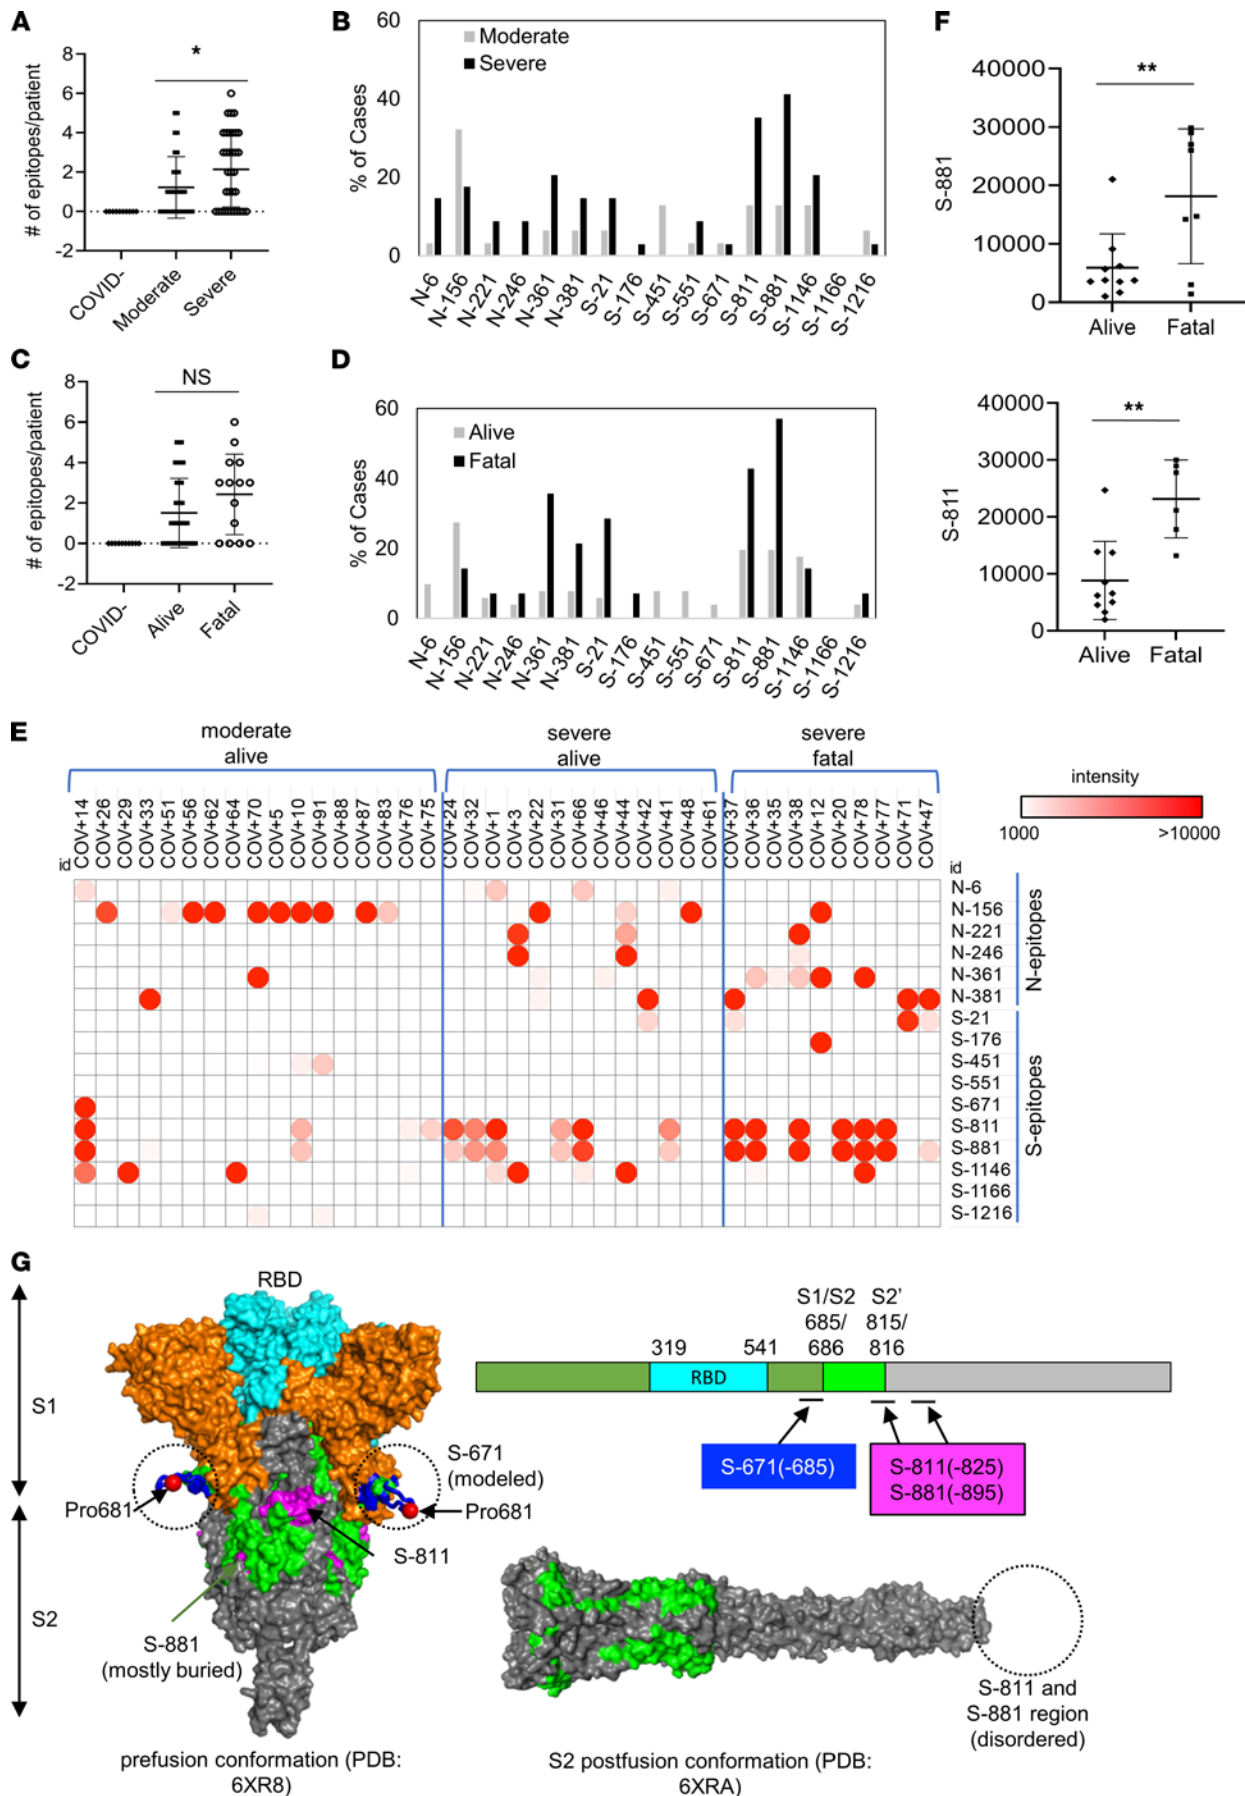 A
# of epitopes/patient
8
6
4
2
0
-2
*
COVID-
Moderate
Severe
B
% of Cases
60
40
20
0
Moderate
Severe
N-6
N-156
N-221
N-246
N-361
N-381
S-21
S-176
S-451
S-551
S-671
S-811
S-881
S-1146
S-1166
S-1216
F
S-881
40000
30000
20000
10000
0
**
Alive
Fatal
C
# of epitopes/patient
8
6
4
2
0
-2
NS
COVID-
Alive
Fatal
D
% of Cases
60
40
20
0
Alive
Fatal
N-6
N-156
N-221
N-246
N-361
N-381
S-21
S-176
S-451
S-551
S-671
S-811
S-881
S-1146
S-1166
S-1216
S-811
40000
30000
20000
10000
0
**
Alive
Fatal
E
moderate
alive
severe
alive
severe
fatal
intensity
1000
>10000
id
COV+14
COV+26
COV+29
COV+33
COV+51
COV+56
COV+62
COV+64
COV+70
COV+5
COV+10
COV+91
COV+88
COV+87
COV+83
COV+76
COV+75
COV+24
COV+32
COV+1
COV+3
COV+22
COV+31
COV+66
COV+46
COV+44
COV+41
COV+42
COV+48
COV+61
COV+37
COV+36
COV+35
COV+38
COV+12
COV+20
COV+78
COV+77
COV+71
COV+47
id
N-6
N-156
N-221
N-246
N-361
N-381
S-21
S-176
S-451
S-551
S-671
S-811
S-881
S-1146
S-1166
S-1216
N-epitopes
S-epitopes
G
RBD
S1
S2
Pro681
S-671
(modeled)
Pro681
S-811
S-881
(mostly buried)
prefusion conformation (PDB:
6XR8)
S1/S2
685/
686
S2'
815/
816
319
541
RBD
S-671(-685)
S-811(-825)
S-881(-895)
S-811 and
S-881 region
(disordered)
S2 postfusion conformation (PDB:
6XRA)